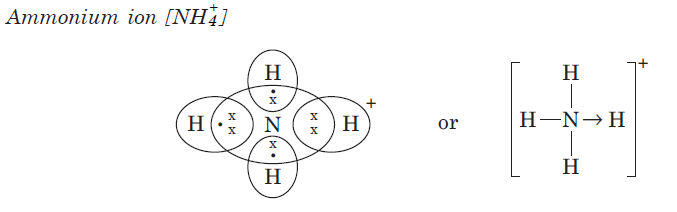 Ammonium ion [NH₄⁺]
H
•
x
H • x x N x x H +
x
•
H
or
H
|
[H—N→H]⁺
|
H